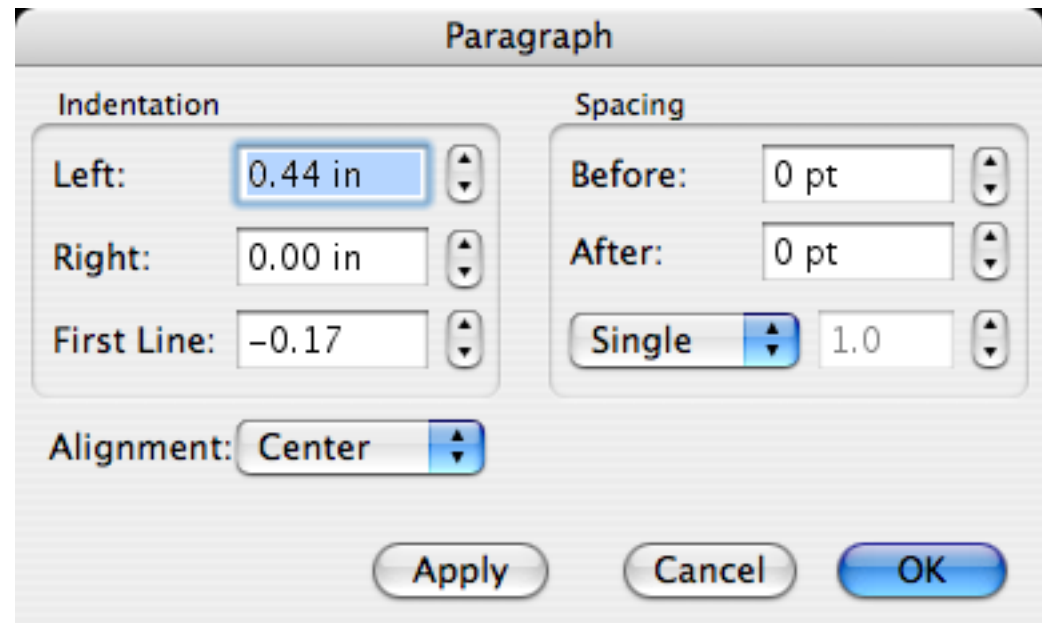 Paragraph
Indentation
Left: 0.44 in
Right: 0.00 in
First Line: −0.17
Alignment: Center
Spacing
Before: 0 pt
After: 0 pt
Single 1.0
Apply Cancel OK